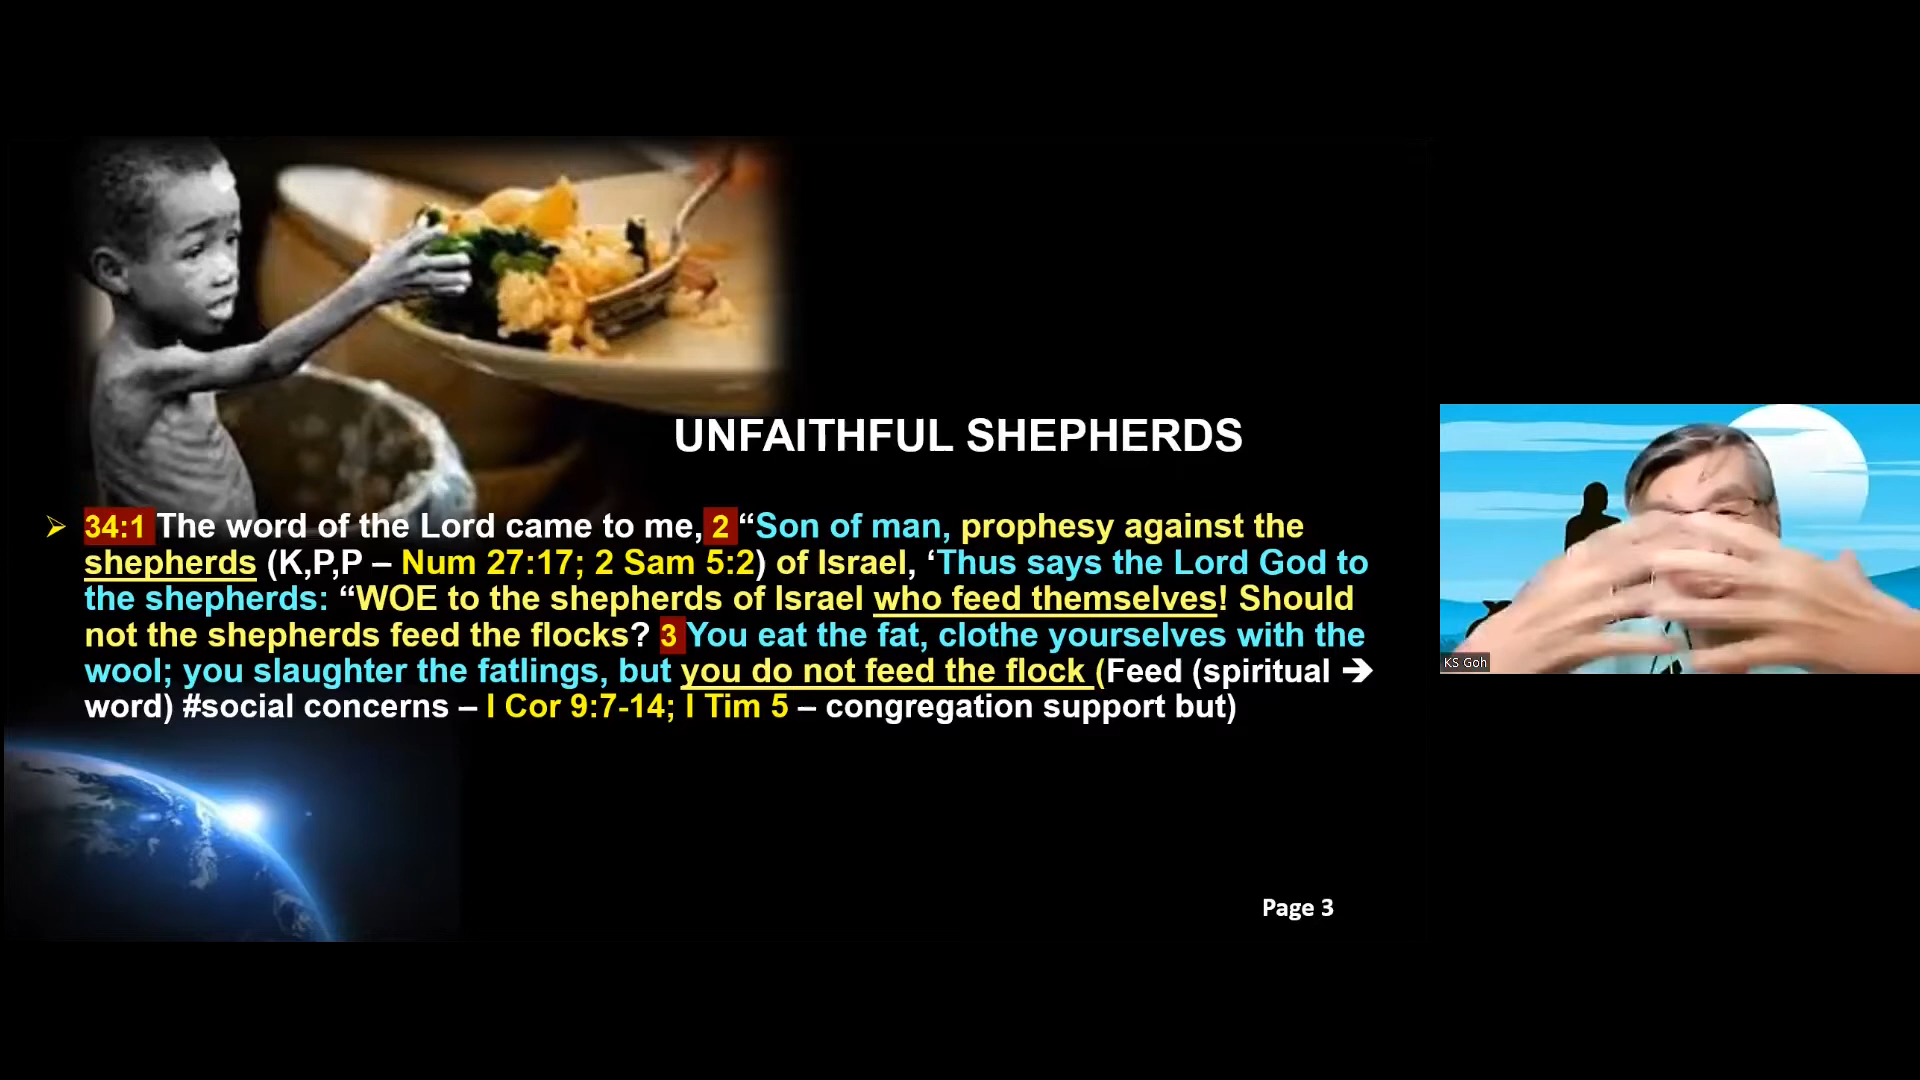 UNFAITHFUL SHEPHERDS
➢ 34:1 The word of the Lord came to me, 2 “Son of man, prophesy against the
shepherds (K,P,P – Num 27:17; 2 Sam 5:2) of Israel, ‘Thus says the Lord God to
the shepherds: “WOE to the shepherds of Israel who feed themselves! Should
not the shepherds feed the flocks? 3 You eat the fat, clothe yourselves with the
wool; you slaughter the fatlings, but you do not feed the flock (Feed (spiritual ➔
word) #social concerns – I Cor 9:7-14; I Tim 5 – congregation support but)
KS Goh
Page 3